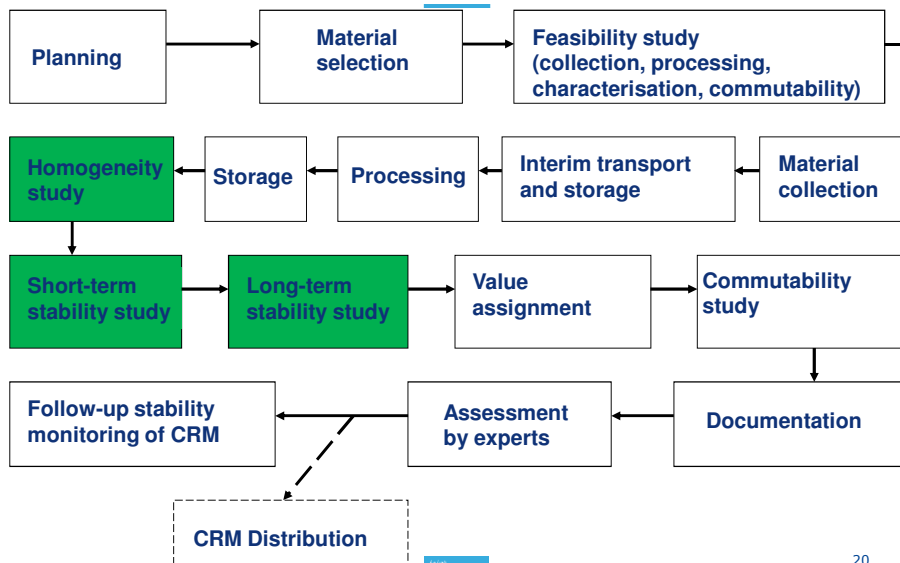 Planning
Material
selection
Feasibility study
(collection, processing,
characterisation, commutability)
Homogeneity
study
Storage
Processing
Interim transport
and storage
Material
collection
Short-term
stability study
Long-term
stability study
Value
assignment
Commutability
study
Follow-up stability
monitoring of CRM
Assessment
by experts
Documentation
CRM Distribution
20